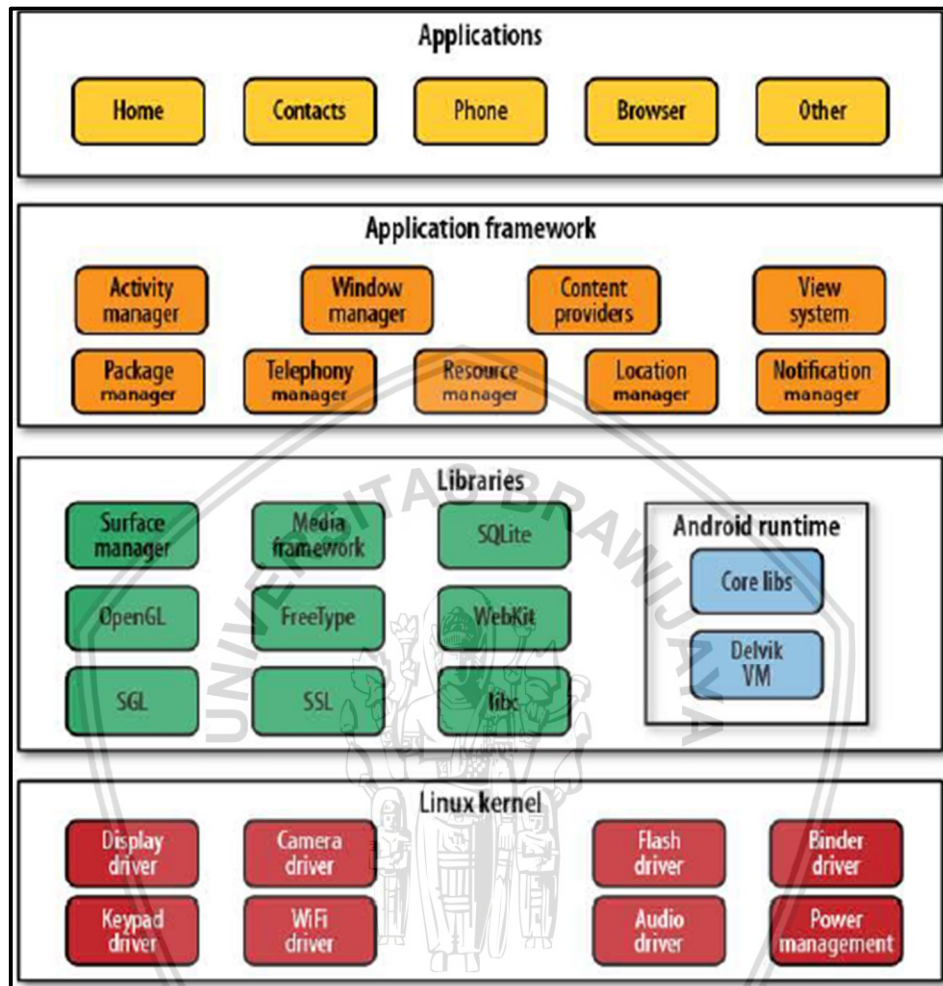 Applications
Home
Contacts
Phone
Browser
Other
Application framework
Activity
manager
Window
manager
Content
providers
View
system
Package
manager
Telephony
manager
Resource
manager
Location
manager
Notification
manager
Libraries
Surface
manager
Media
framework
SQLite
OpenGL
FreeType
WebKit
SGL
SSL
libc
Android runtime
Core libs
Delvik
VM
Linux kernel
Display
driver
Camera
driver
Flash
driver
Binder
driver
Keypad
driver
WiFi
driver
Audio
driver
Power
management
UNIVERSITAS BRAWIJAYA